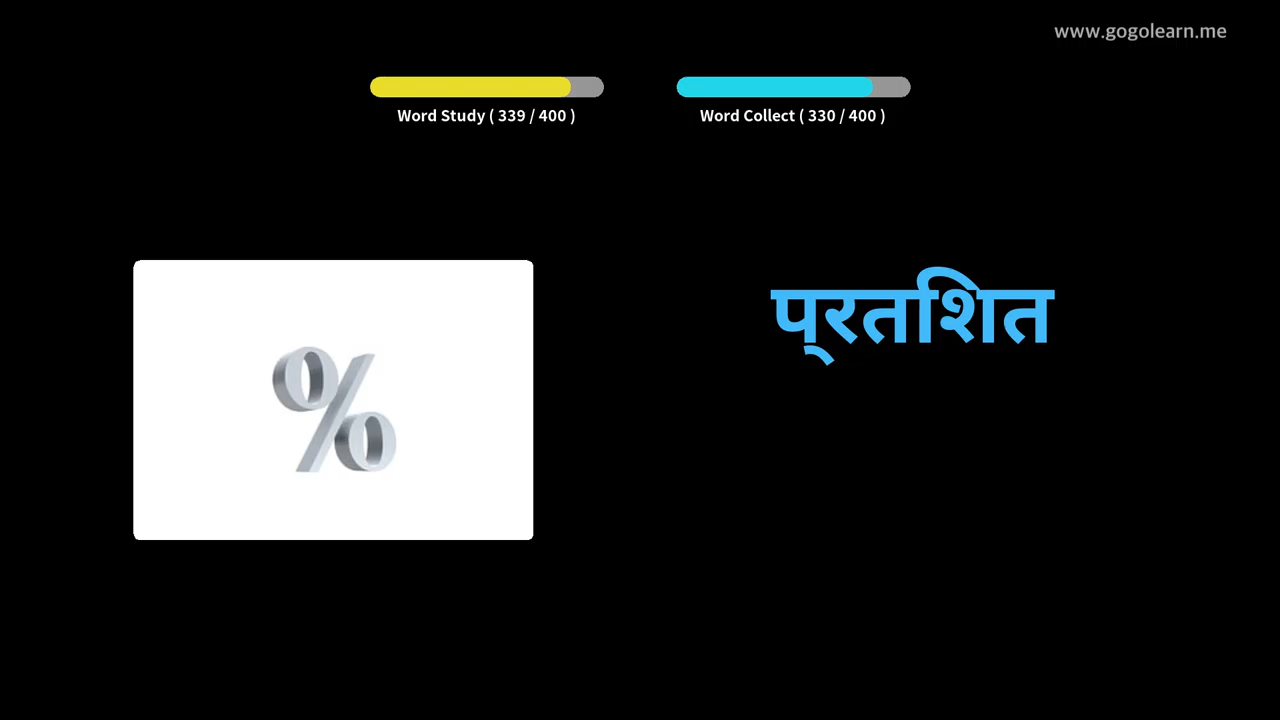 www.gogolearn.me
Word Study ( 339 / 400 )
Word Collect ( 330 / 400 )
प्रतिशत
%